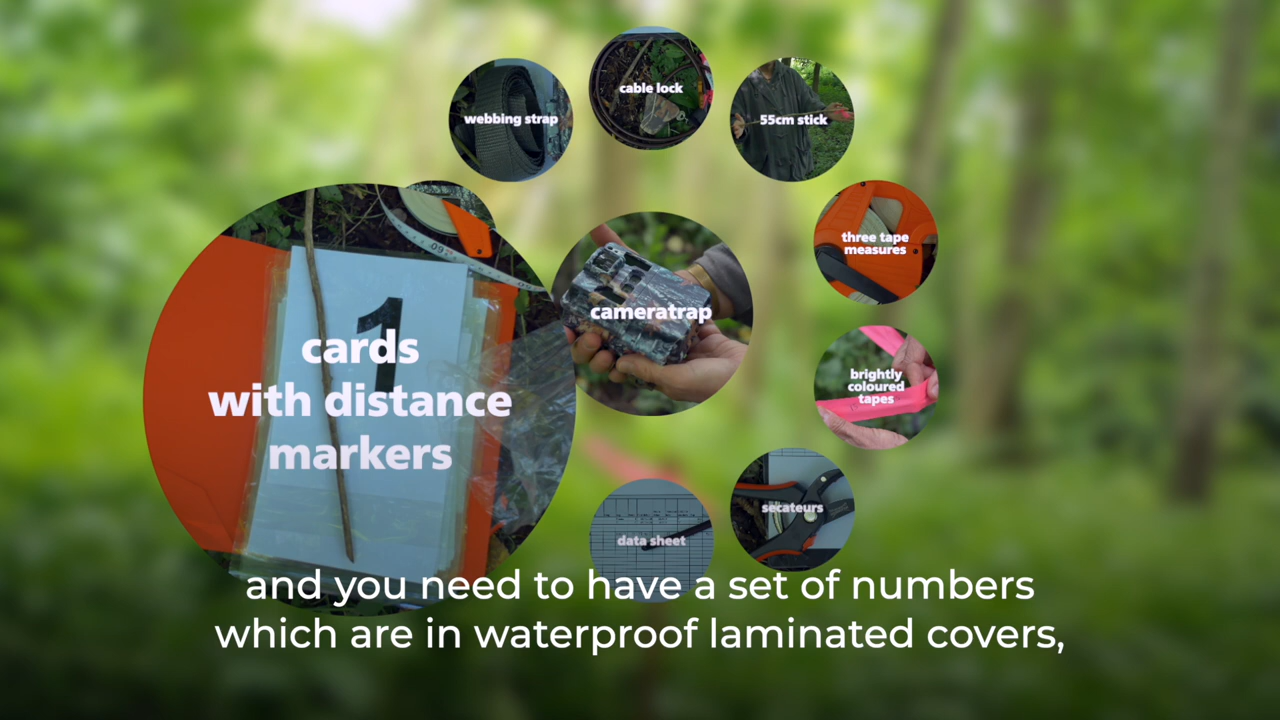 cable lock
webbing strap
55cm stick
three tape
measures
60
cameratrap
1
cards
with distance
markers
brightly
coloured
tapes
secateurs
data sheet
and you need to have a set of numbers
which are in waterproof laminated covers,